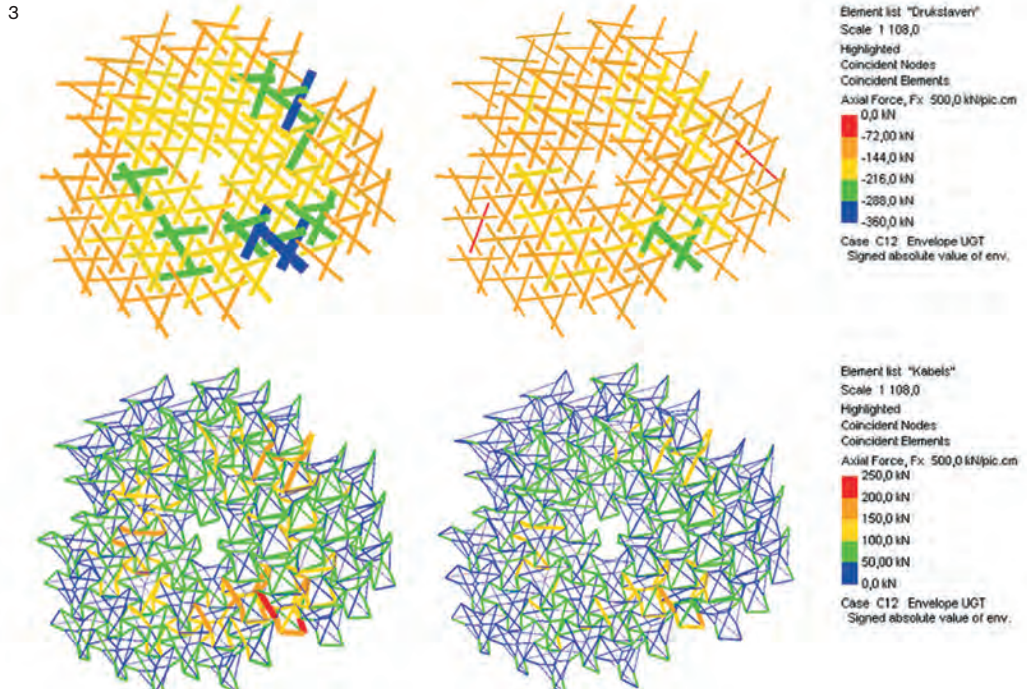 3
Element list "Drukstaven"
Scale 1 108,0
Highlighted
Coincident Nodes
Coincident Elements
Axial Force, Fx 500,0 kN/pic.cm
0,0 kN
-72,00 kN
-144,0 kN
-216,0 kN
-288,0 kN
-360,0 kN
Case C12 Envelope UGT
Signed absolute value of env.
Element list "Kabels"
Scale 1 108,0
Highlighted
Coincident Nodes
Coincident Elements
Axial Force, Fx 500,0 kN/pic.cm
250,0 kN
200,0 kN
150,0 kN
100,0 kN
50,00 kN
0,0 kN
Case C12 Envelope UGT
Signed absolute value of env.